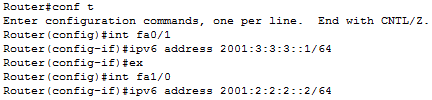 Router#conf t
Enter configuration commands, one per line.  End with CNTL/Z.
Router(config)#int fa0/1
Router(config-if)#ipv6 address 2001:3:3:3::1/64
Router(config-if)#ex
Router(config)#int fa1/0
Router(config-if)#ipv6 address 2001:2:2:2::2/64